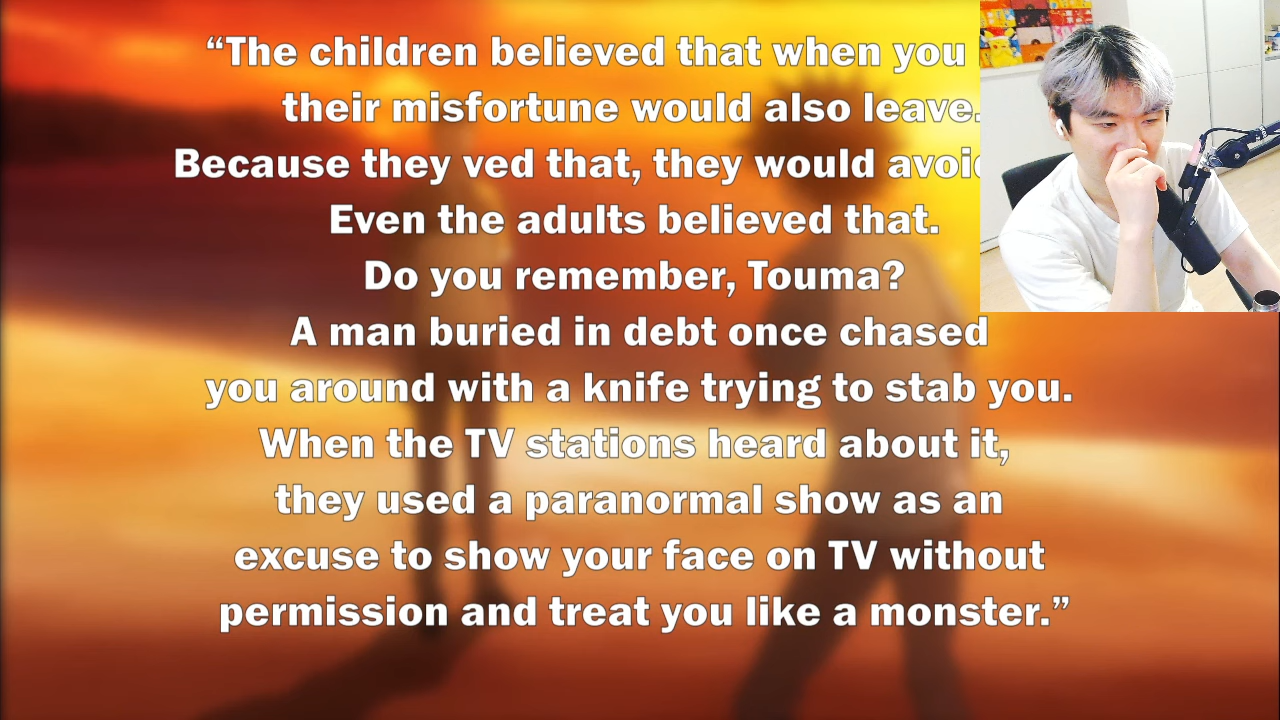 “The children believed that when you
their misfortune would also leave.
Because they ved that, they would avoid
Even the adults believed that.
Do you remember, Touma?
A man buried in debt once chased
you around with a knife trying to stab you.
When the TV stations heard about it,
they used a paranormal show as an
excuse to show your face on TV without
permission and treat you like a monster.”